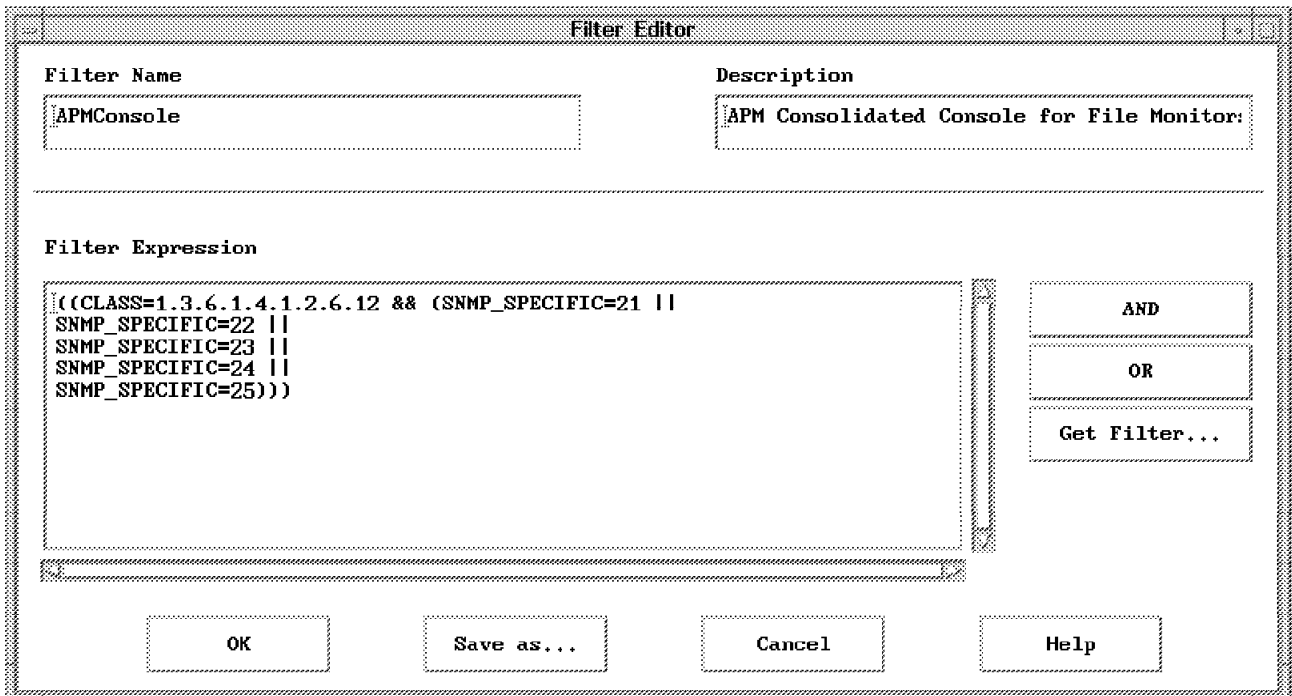 Filter Editor
Filter Name
Description
APMConsole
APM Consolidated Console for File Monitor
Filter Expression
((CLASS=1.3.6.1.4.1.2.6.12 && (SNMP_SPECIFIC=21 ||
SNMP_SPECIFIC=22 ||
SNMP_SPECIFIC=23 ||
SNMP_SPECIFIC=24 ||
SNMP_SPECIFIC=25)))
AND
OR
Get Filter...
OK
Save as...
Cancel
Help